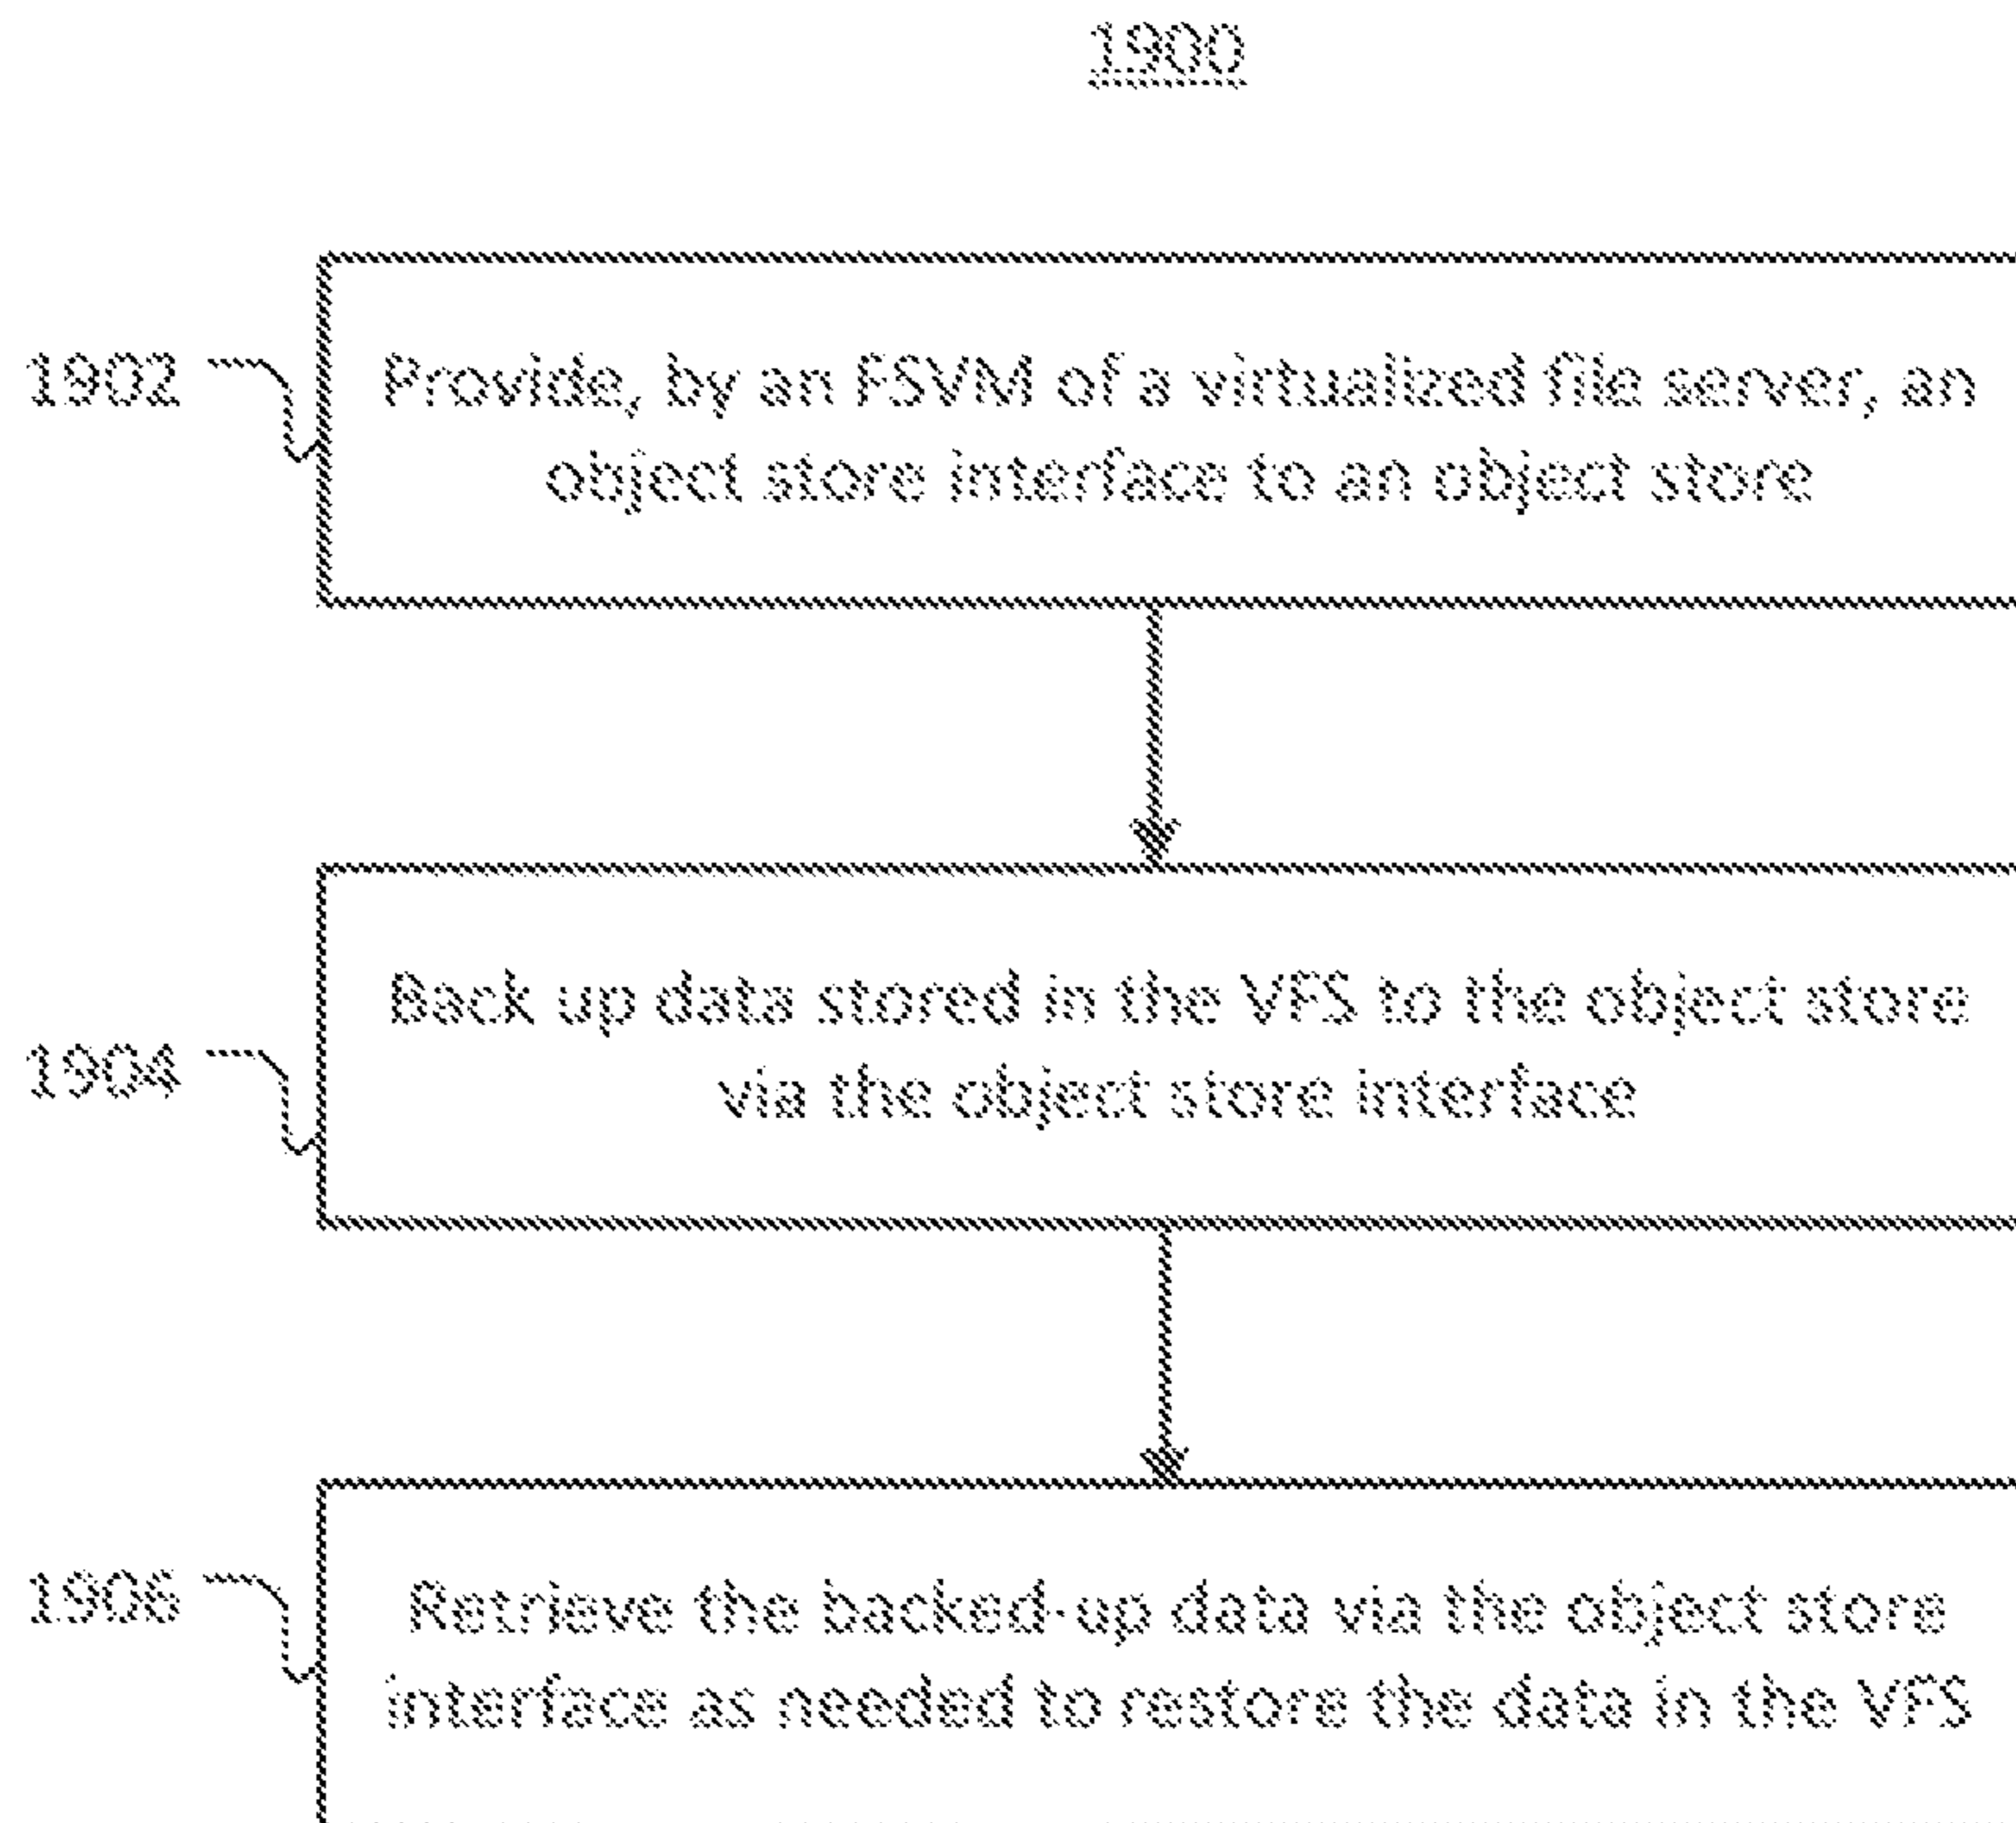 1900
1902
Provide, by an FSVM of a virtualized file server, an
object store interface to an object store
1904
Back up data stored in the VFS to the object store
via the object store interface
1906
Retrieve the backed-up data via the object store
interface as needed to restore the data in the VFS